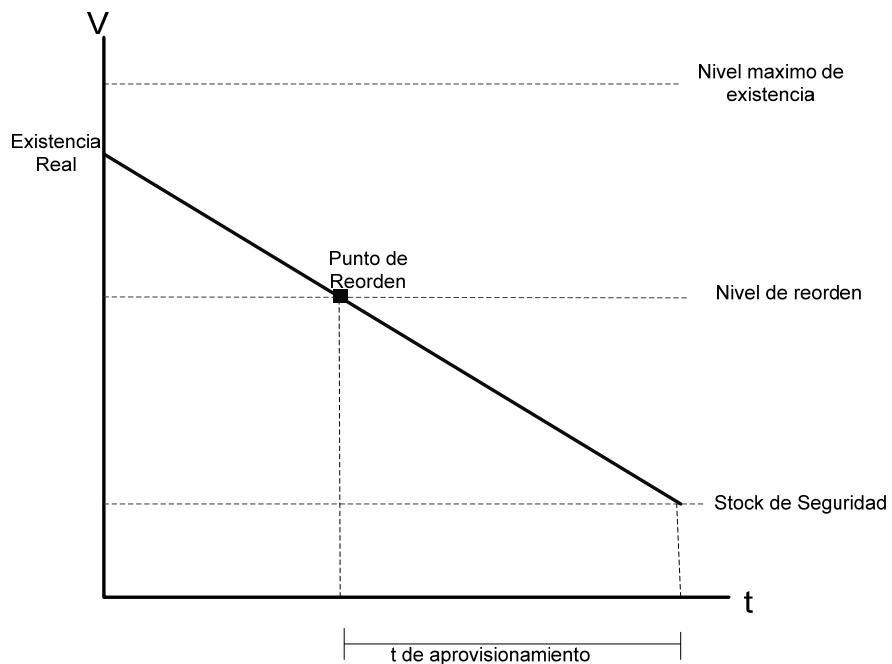 V
Nivel maximo de
existencia
Existencia
Real
Punto de
Reorden
Nivel de reorden
Stock de Seguridad
t
t de aprovisionamiento